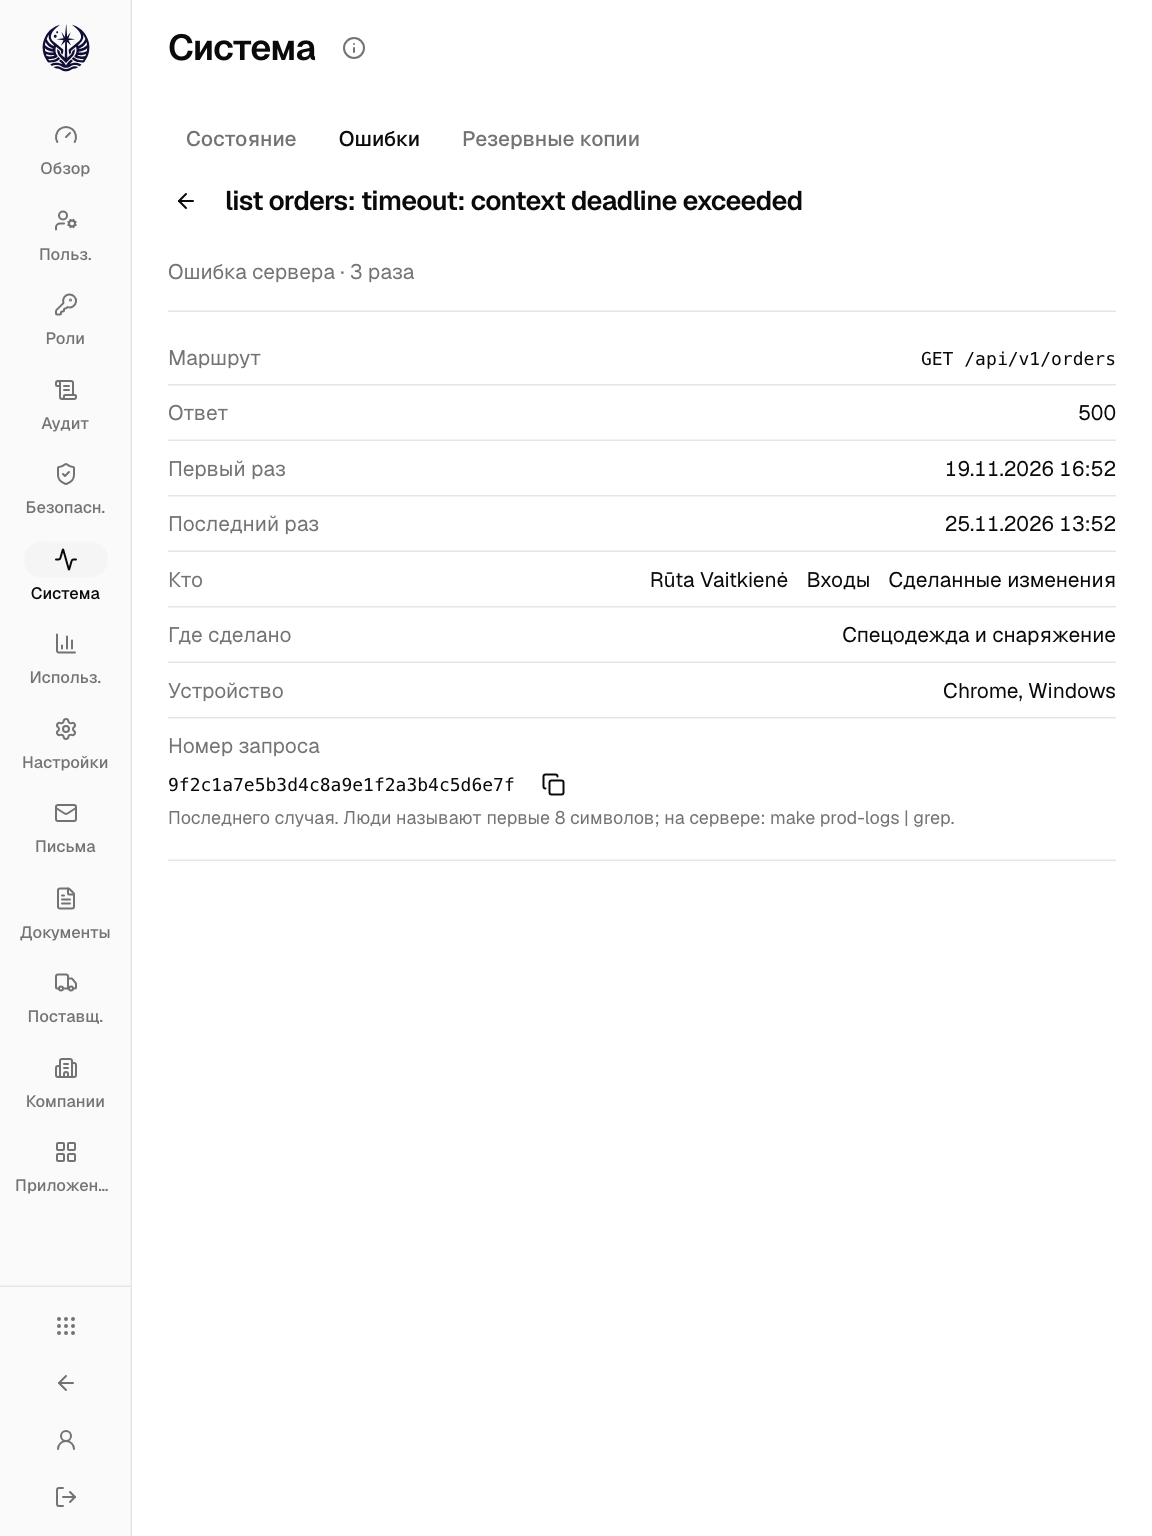 Система
Обзор
Польз.
Роли
Аудит
Безопасн.
Система
Использ.
Настройки
Письма
Документы
Поставщ.
Компании
Приложен...
Состояние Ошибки Резервные копии
list orders: timeout: context deadline exceeded
Ошибка сервера · 3 раза
Маршрут GET /api/v1/orders
Ответ 500
Первый раз 19.11.2026 16:52
Последний раз 25.11.2026 13:52
Кто Rūta Vaitkienė Входы Сделанные изменения
Где сделано Спецодежда и снаряжение
Устройство Chrome, Windows
Номер запроса
9f2c1a7e5b3d4c8a9e1f2a3b4c5d6e7f
Последнего случая. Люди называют первые 8 символов; на сервере: make prod-logs | grep.